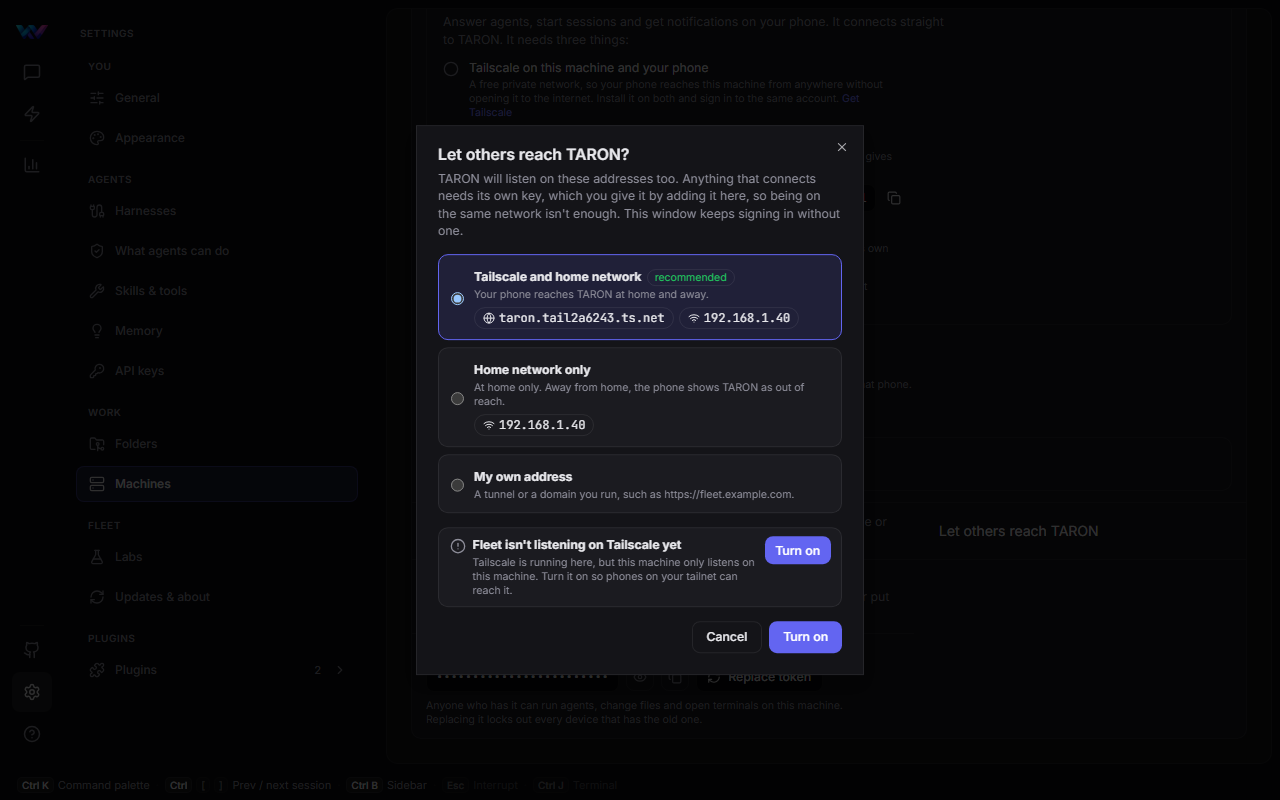 SETTINGS
YOU
General
Appearance
AGENTS
Harnesses
What agents can do
Skills & tools
Memory
API keys
WORK
Folders
Machines
FLEET
Labs
Updates & about
PLUGINS
Plugins
2
Answer agents, start sessions and get notifications on your phone. It connects straight
to TARON. It needs three things:
Tailscale on this machine and your phone
A free private network, so your phone reaches this machine from anywhere without
opening it to the internet. Install it on both and sign in to the same account. Get
Tailscale
gives
own
at phone.
e or
Let others reach TARON
put
Let others reach TARON?
TARON will listen on these addresses too. Anything that connects
needs its own key, which you give it by adding it here, so being on
the same network isn't enough. This window keeps signing in without
one.
Tailscale and home network
recommended
Your phone reaches TARON at home and away.
taron.tail2a6243.ts.net
192.168.1.40
Home network only
At home only. Away from home, the phone shows TARON as out of
reach.
192.168.1.40
My own address
A tunnel or a domain you run, such as https://fleet.example.com.
Fleet isn't listening on Tailscale yet
Tailscale is running here, but this machine only listens on
this machine. Turn it on so phones on your tailnet can
reach it.
Turn on
Cancel
Turn on
Replace token
Anyone who has it can run agents, change files and open terminals on this machine.
Replacing it locks out every device that has the old one.
Ctrl K Command palette Ctrl [ ] Prev / next session Ctrl B Sidebar Esc Interrupt Ctrl J Terminal